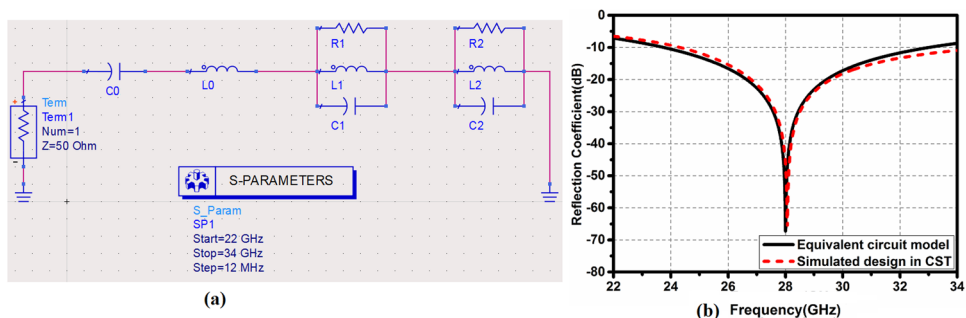 R1
R2
C0
L0
L1
L2
C1
C2
Term
Term1
Num=1
Z=50 Ohm
+
-
S-PARAMETERS
S_Param
SP1
Start=22 GHz
Stop=34 GHz
Step=12 MHz
(a)
Reflection Coefficient(dB)
0
-10
-20
-30
-40
-50
-60
-70
-80
Equivalent circuit model
Simulated design in CST
22
24
26
28
30
32
34
(b) Frequency(GHz)